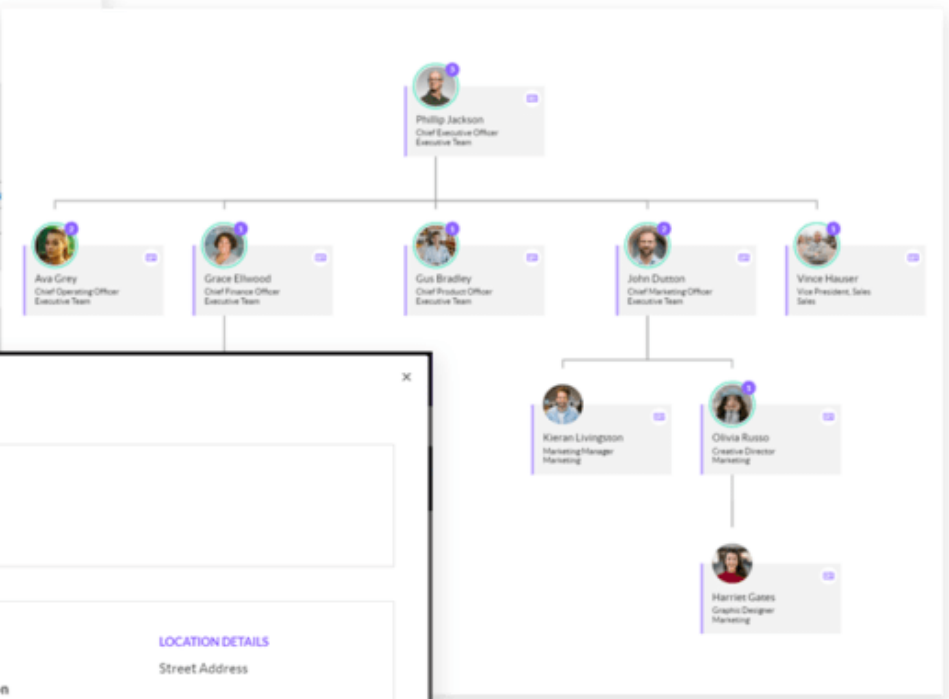 Phillip Jackson
Chief Executive Officer
Executive Team
Ava Grey
Chief Operating Officer
Executive Team
Grace Ellwood
Chief Finance Officer
Executive Team
Gus Bradley
Chief Product Officer
Executive Team
John Dutton
Chief Marketing Officer
Executive Team
Vince Hauser
Vice President, Sales
Sales
×
Kieran Livingston
Marketing Manager
Marketing
Olivia Russo
Creative Director
Marketing
Harriet Gates
Graphic Designer
Marketing
LOCATION DETAILS
Street Address